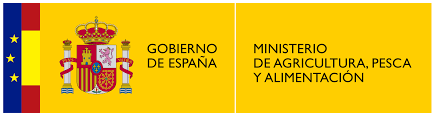 GOBIERNO
DE ESPAÑA
MINISTERIO
DE AGRICULTURA, PESCA
Y ALIMENTACIÓN